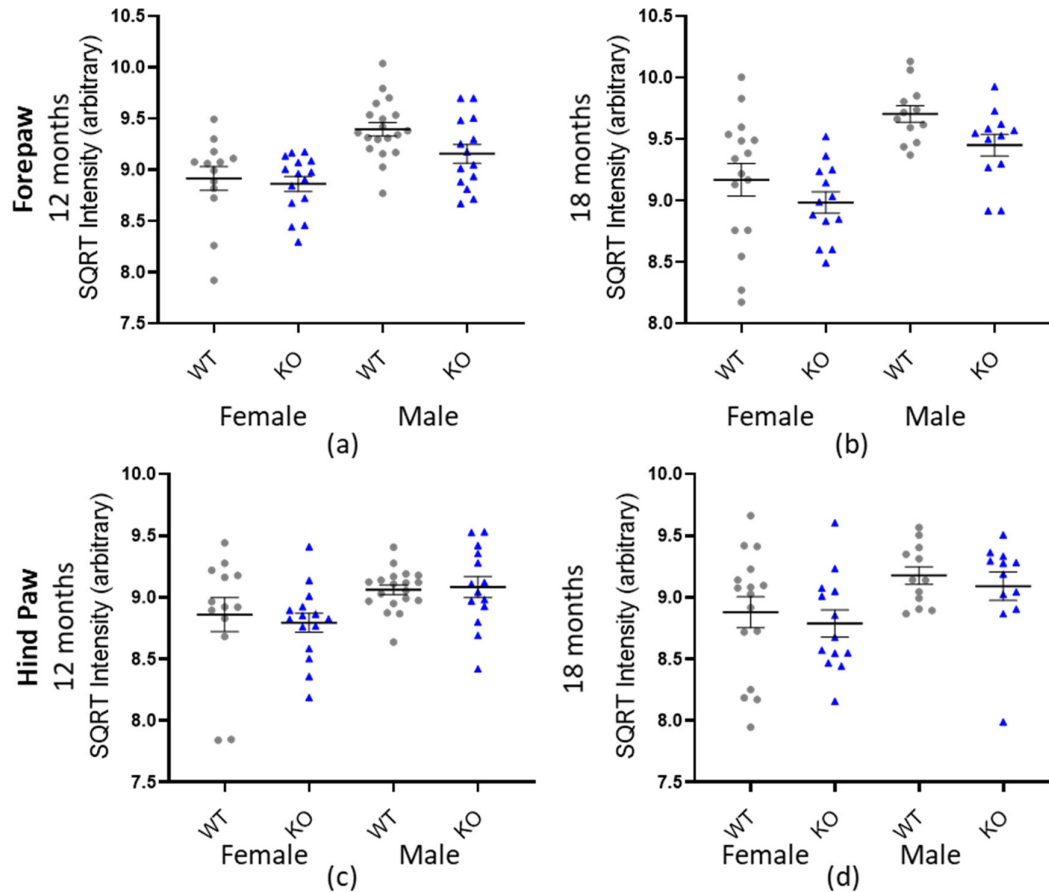 Forepaw
12 months
SQRT Intensity (arbitrary)
10.5
10.0
9.5
9.0
8.5
8.0
7.5
WT
KO
WT
KO
Female
Male
(a)
18 months
SQRT Intensity (arbitrary)
10.5
10.0
9.5
9.0
8.5
8.0
WT
KO
WT
KO
Female
Male
(b)
Hind Paw
12 months
SQRT Intensity (arbitrary)
10.0
9.5
9.0
8.5
8.0
7.5
WT
KO
WT
KO
Female
Male
(c)
18 months
SQRT Intensity (arbitrary)
10.0
9.5
9.0
8.5
8.0
7.5
WT
KO
WT
KO
Female
Male
(d)